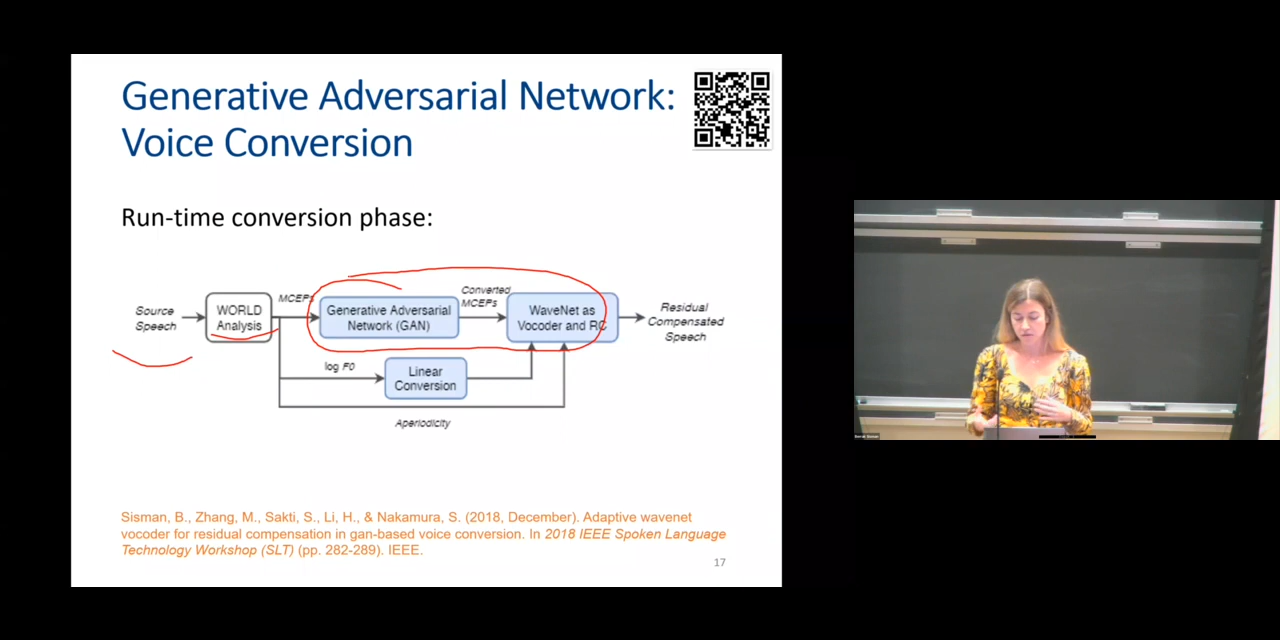 Generative Adversarial Network:
Voice Conversion
Run-time conversion phase:
Source
Speech
WORLD
Analysis
MCEPs
Generative Adversarial
Network (GAN)
Converted
MCEPs
WaveNet as
Vocoder and RC
Residual
Compensated
Speech
log F0
Linear
Conversion
Aperiodicity
Sisman, B., Zhang, M., Sakti, S., Li, H., & Nakamura, S. (2018, December). Adaptive wavenet
vocoder for residual compensation in gan-based voice conversion. In 2018 IEEE Spoken Language
Technology Workshop (SLT) (pp. 282-289). IEEE.
17